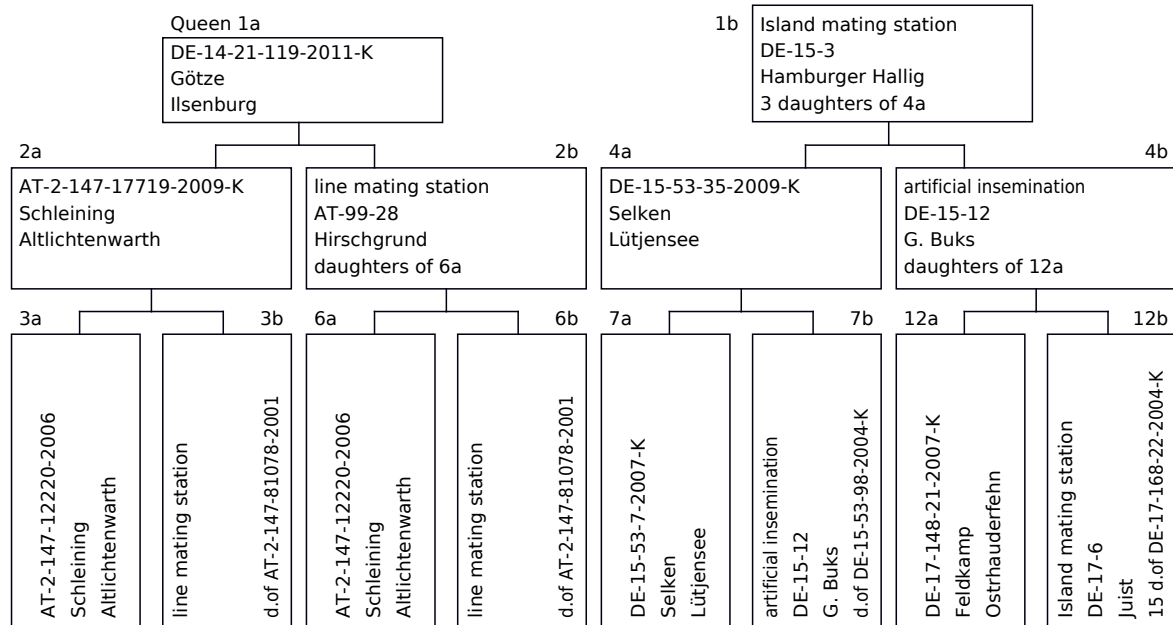 Queen 1a
DE-14-21-119-2011-K
Götze
Ilsenburg
1b
Island mating station
DE-15-3
Hamburger Hallig
3 daughters of 4a
2a
AT-2-147-17719-2009-K
Schleining
Altlichtenwarth
2b
line mating station
AT-99-28
Hirschgrund
daughters of 6a
4a
DE-15-53-35-2009-K
Selken
Lütjensee
4b
artificial insemination
DE-15-12
G. Buks
daughters of 12a
3a
AT-2-147-12220-2006
Schleining
Altlichtenwarth
3b
line mating station
d.of AT-2-147-81078-2001
6a
AT-2-147-12220-2006
Schleining
Altlichtenwarth
6b
line mating station
d.of AT-2-147-81078-2001
7a
DE-15-53-7-2007-K
Selken
Lütjensee
7b
artificial insemination
DE-15-12
G. Buks
d.of DE-15-53-98-2004-K
12a
DE-17-148-21-2007-K
Feldkamp
Ostrhauderfehn
12b
Island mating station
DE-17-6
Juist
15 d.of DE-17-168-22-2004-K